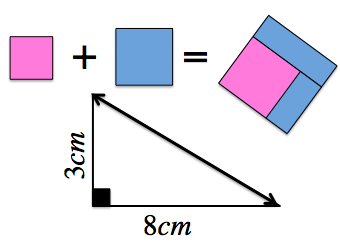 + =
3cm
8cm